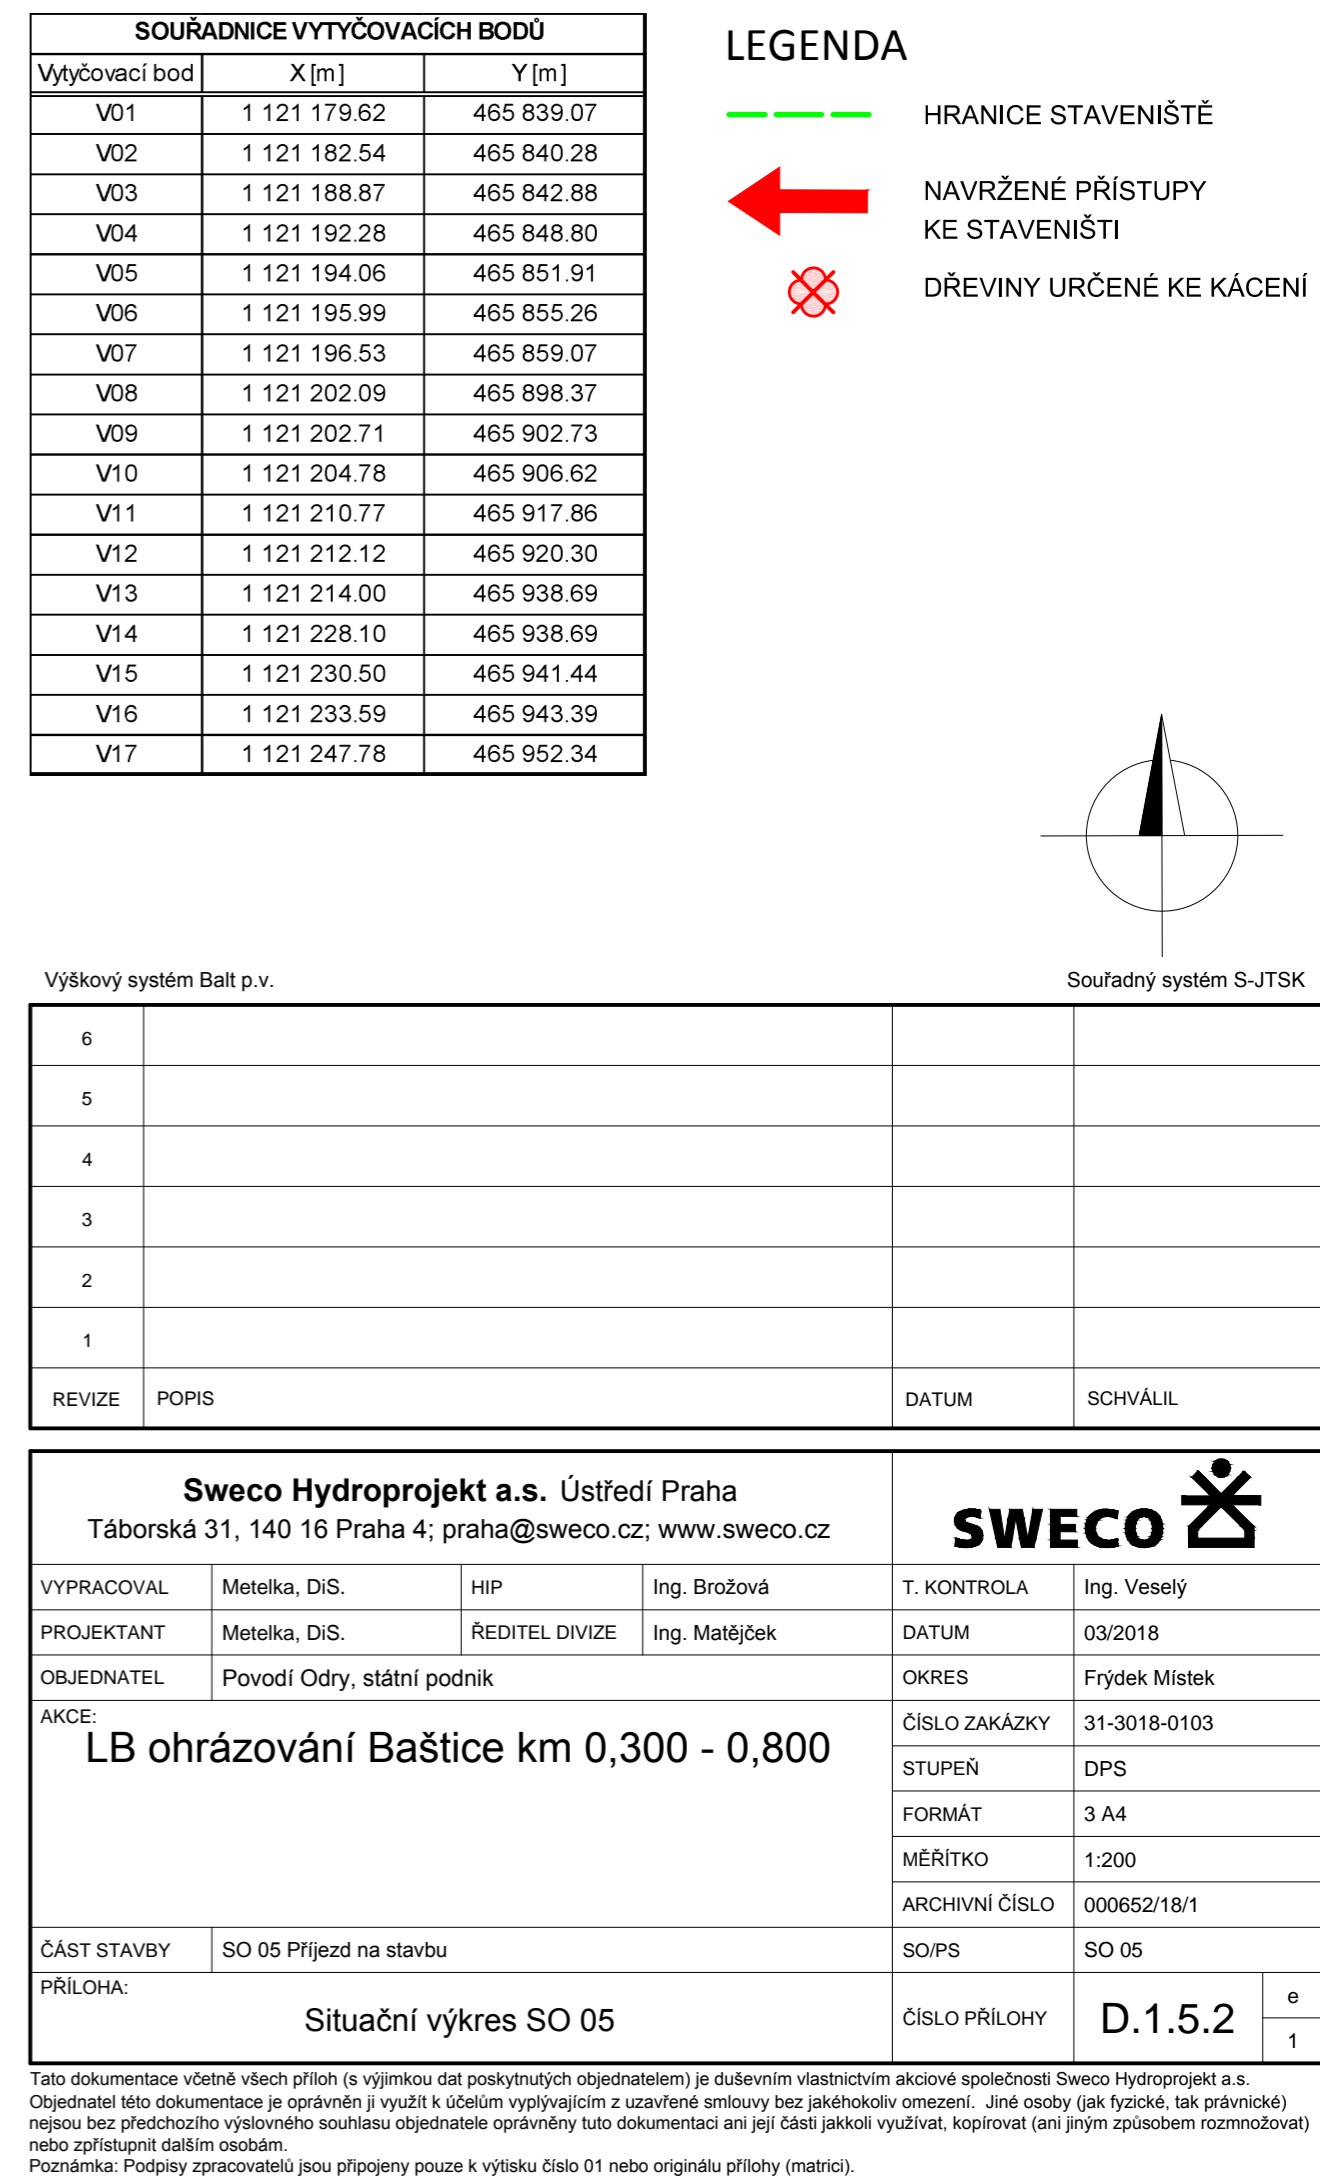 SOUŘADNICE VYTYČOVACÍCH BODŮ
Vytyčovací bod X [m] Y [m]
V01 1 121 179.62 465 839.07
V02 1 121 182.54 465 840.28
V03 1 121 188.87 465 842.88
V04 1 121 192.28 465 848.80
V05 1 121 194.06 465 851.91
V06 1 121 195.99 465 855.26
V07 1 121 196.53 465 859.07
V08 1 121 202.09 465 898.37
V09 1 121 202.71 465 902.73
V10 1 121 204.78 465 906.62
V11 1 121 210.77 465 917.86
V12 1 121 212.12 465 920.30
V13 1 121 214.00 465 938.69
V14 1 121 228.10 465 938.69
V15 1 121 230.50 465 941.44
V16 1 121 233.59 465 943.39
V17 1 121 247.78 465 952.34
LEGENDA
HRANICE STAVENIŠTĚ
NAVRŽENÉ PŘÍSTUPY
KE STAVENIŠTI
DŘEVINY URČENÉ KE KÁCENÍ
Výškový systém Balt p.v. Souřadný systém S-JTSK
6
5
4
3
2
1
REVIZE POPIS DATUM SCHVÁLIL
Sweco Hydroprojekt a.s. Ústředí Praha
Táborská 31, 140 16 Praha 4; praha@sweco.cz; www.sweco.cz
SWECO
VYPRACOVAL Metelka, DiS. HIP Ing. Brožová T. KONTROLA Ing. Veselý
PROJEKTANT Metelka, DiS. ŘEDITEL DIVIZE Ing. Matějček DATUM 03/2018
OBJEDNATEL Povodí Odry, státní podnik OKRES Frýdek Místek
AKCE:
LB ohrázování Baštice km 0,300 - 0,800
ČÍSLO ZAKÁZKY 31-3018-0103
STUPEŇ DPS
FORMÁT 3 A4
MĚŘÍTKO 1:200
ARCHIVNÍ ČÍSLO 000652/18/1
ČÁST STAVBY SO 05 Příjezd na stavbu SO/PS SO 05
PŘÍLOHA:
Situační výkres SO 05
ČÍSLO PŘÍLOHY D.1.5.2 e
1
Tato dokumentace včetně všech příloh (s výjimkou dat poskytnutých objednatelem) je duševním vlastnictvím akciové společnosti Sweco Hydroprojekt a.s.
Objednatel této dokumentace je oprávněn ji využít k účelům vyplývajícím z uzavřené smlouvy bez jakéhokoliv omezení. Jiné osoby (jak fyzické, tak právnické)
nejsou bez předchozího výslovného souhlasu objednatele oprávněny tuto dokumentaci ani její části jakkoli využívat, kopírovat (ani jiným způsobem rozmnožovat)
nebo zpřístupnit dalším osobám.
Poznámka: Podpisy zpracovatelů jsou připojeny pouze k výtisku číslo 01 nebo originálu přílohy (matrici).